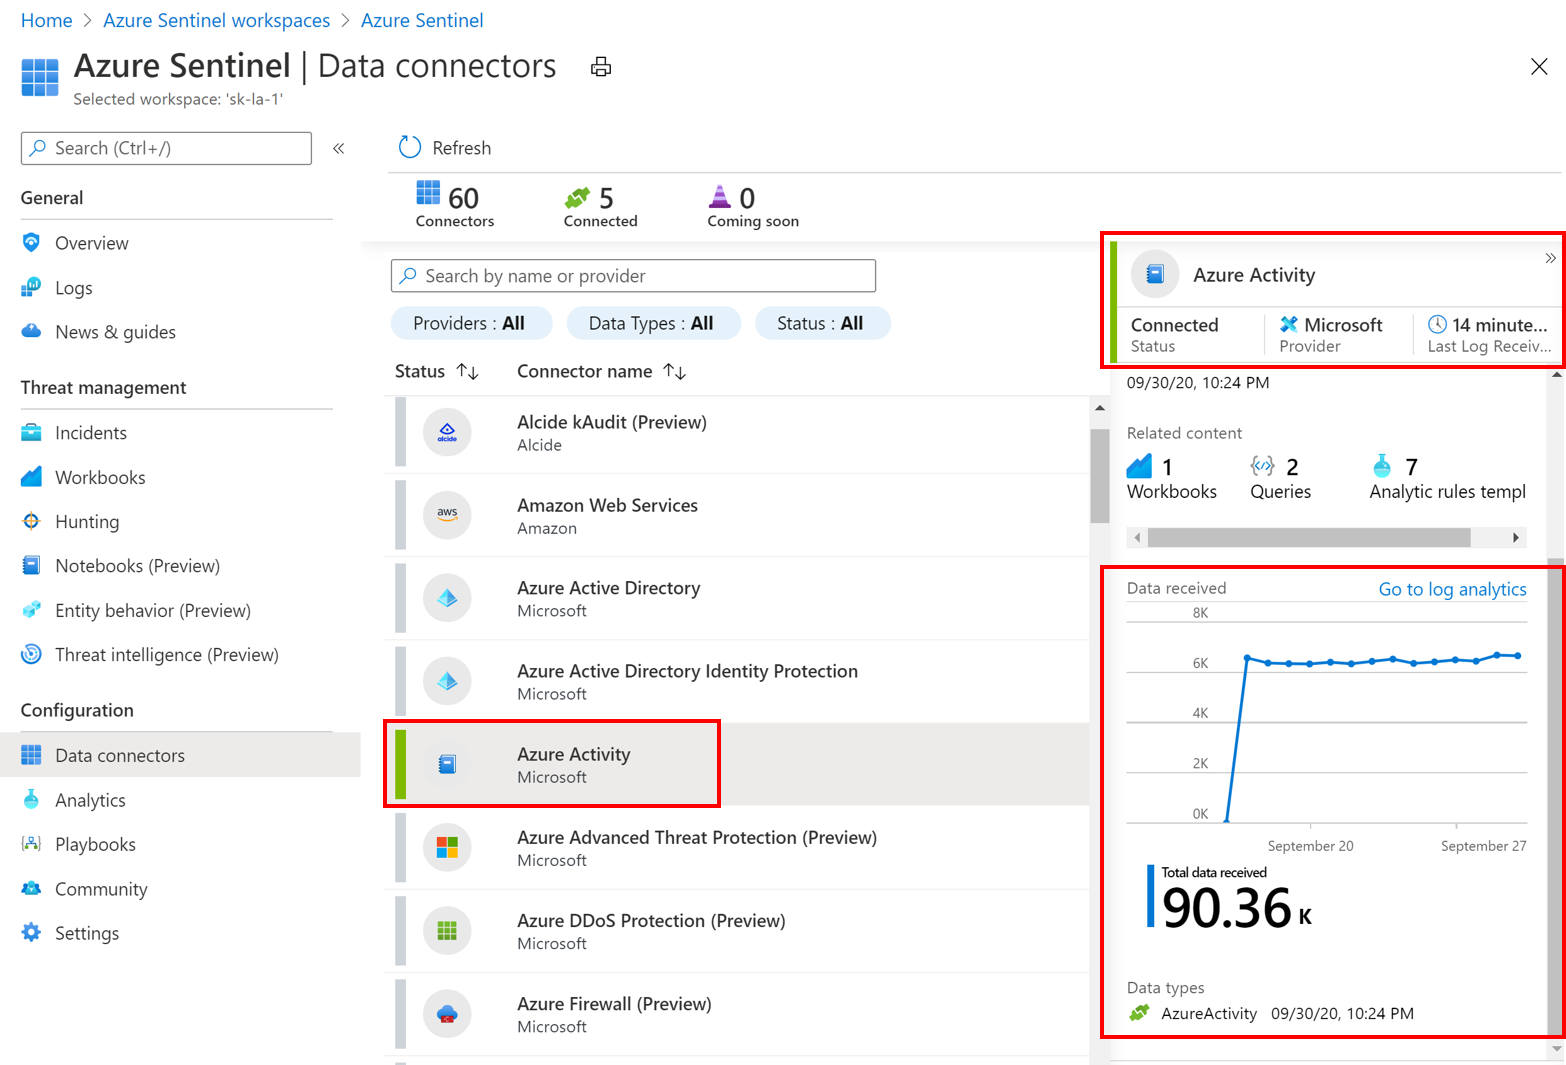 Home > Azure Sentinel workspaces > Azure Sentinel
Azure Sentinel | Data connectors
Selected workspace: 'sk-la-1'
Search (Ctrl+/)
«
General
Overview
Logs
News & guides
Threat management
Incidents
Workbooks
Hunting
Notebooks (Preview)
Entity behavior (Preview)
Threat intelligence (Preview)
Configuration
Data connectors
Analytics
Playbooks
Community
Settings
Refresh
60
Connectors
5
Connected
0
Coming soon
Search by name or provider
Providers : All
Data Types : All
Status : All
Status ↑↓ Connector name ↑↓
alcide
Alcide kAudit (Preview)
Alcide
aws
Amazon Web Services
Amazon
Azure Active Directory
Microsoft
Azure Active Directory Identity Protection
Microsoft
Azure Activity
Microsoft
Azure Advanced Threat Protection (Preview)
Microsoft
Azure DDoS Protection (Preview)
Microsoft
Azure Firewall (Preview)
Microsoft
»
Azure Activity
Connected
Status
Microsoft
Provider
14 minute...
Last Log Receiv...
09/30/20, 10:24 PM
Related content
1
Workbooks
2
Queries
7
Analytic rules templ
Data received Go to log analytics
8K
6K
4K
2K
0K
September 20 September 27
Total data received
90.36 K
Data types
AzureActivity 09/30/20, 10:24 PM